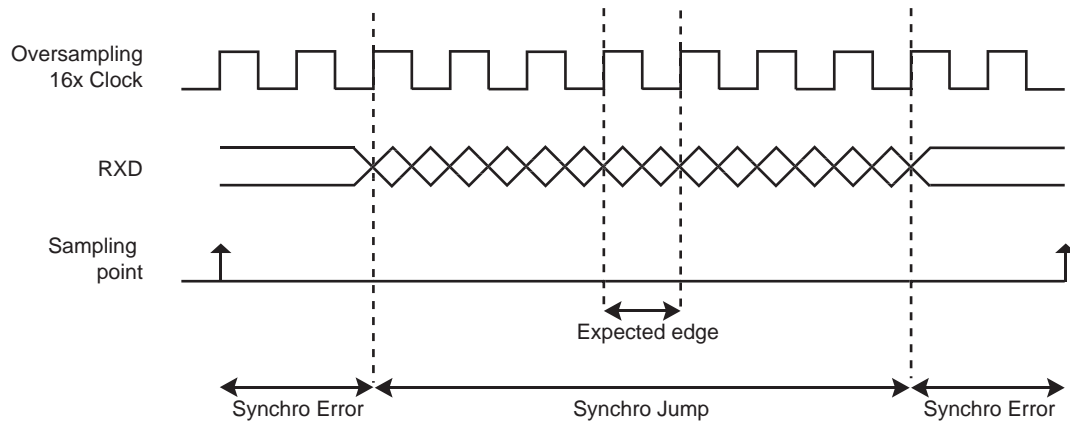 Oversampling
16x Clock
RXD
Sampling
point
Expected edge
Synchro Error
Synchro Jump
Synchro Error